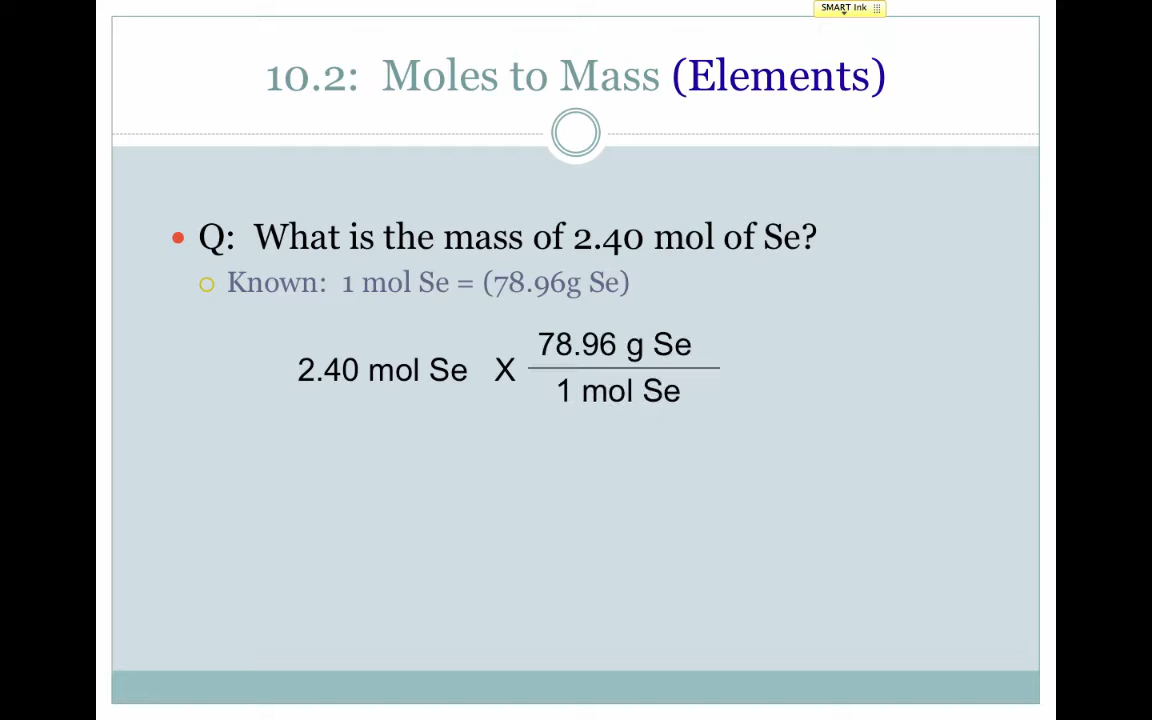 SMART Ink
10.2: Moles to Mass (Elements)
Q: What is the mass of 2.40 mol of Se?
Known: 1 mol Se = (78.96g Se)
78.96 g Se
2.40 mol Se X
1 mol Se